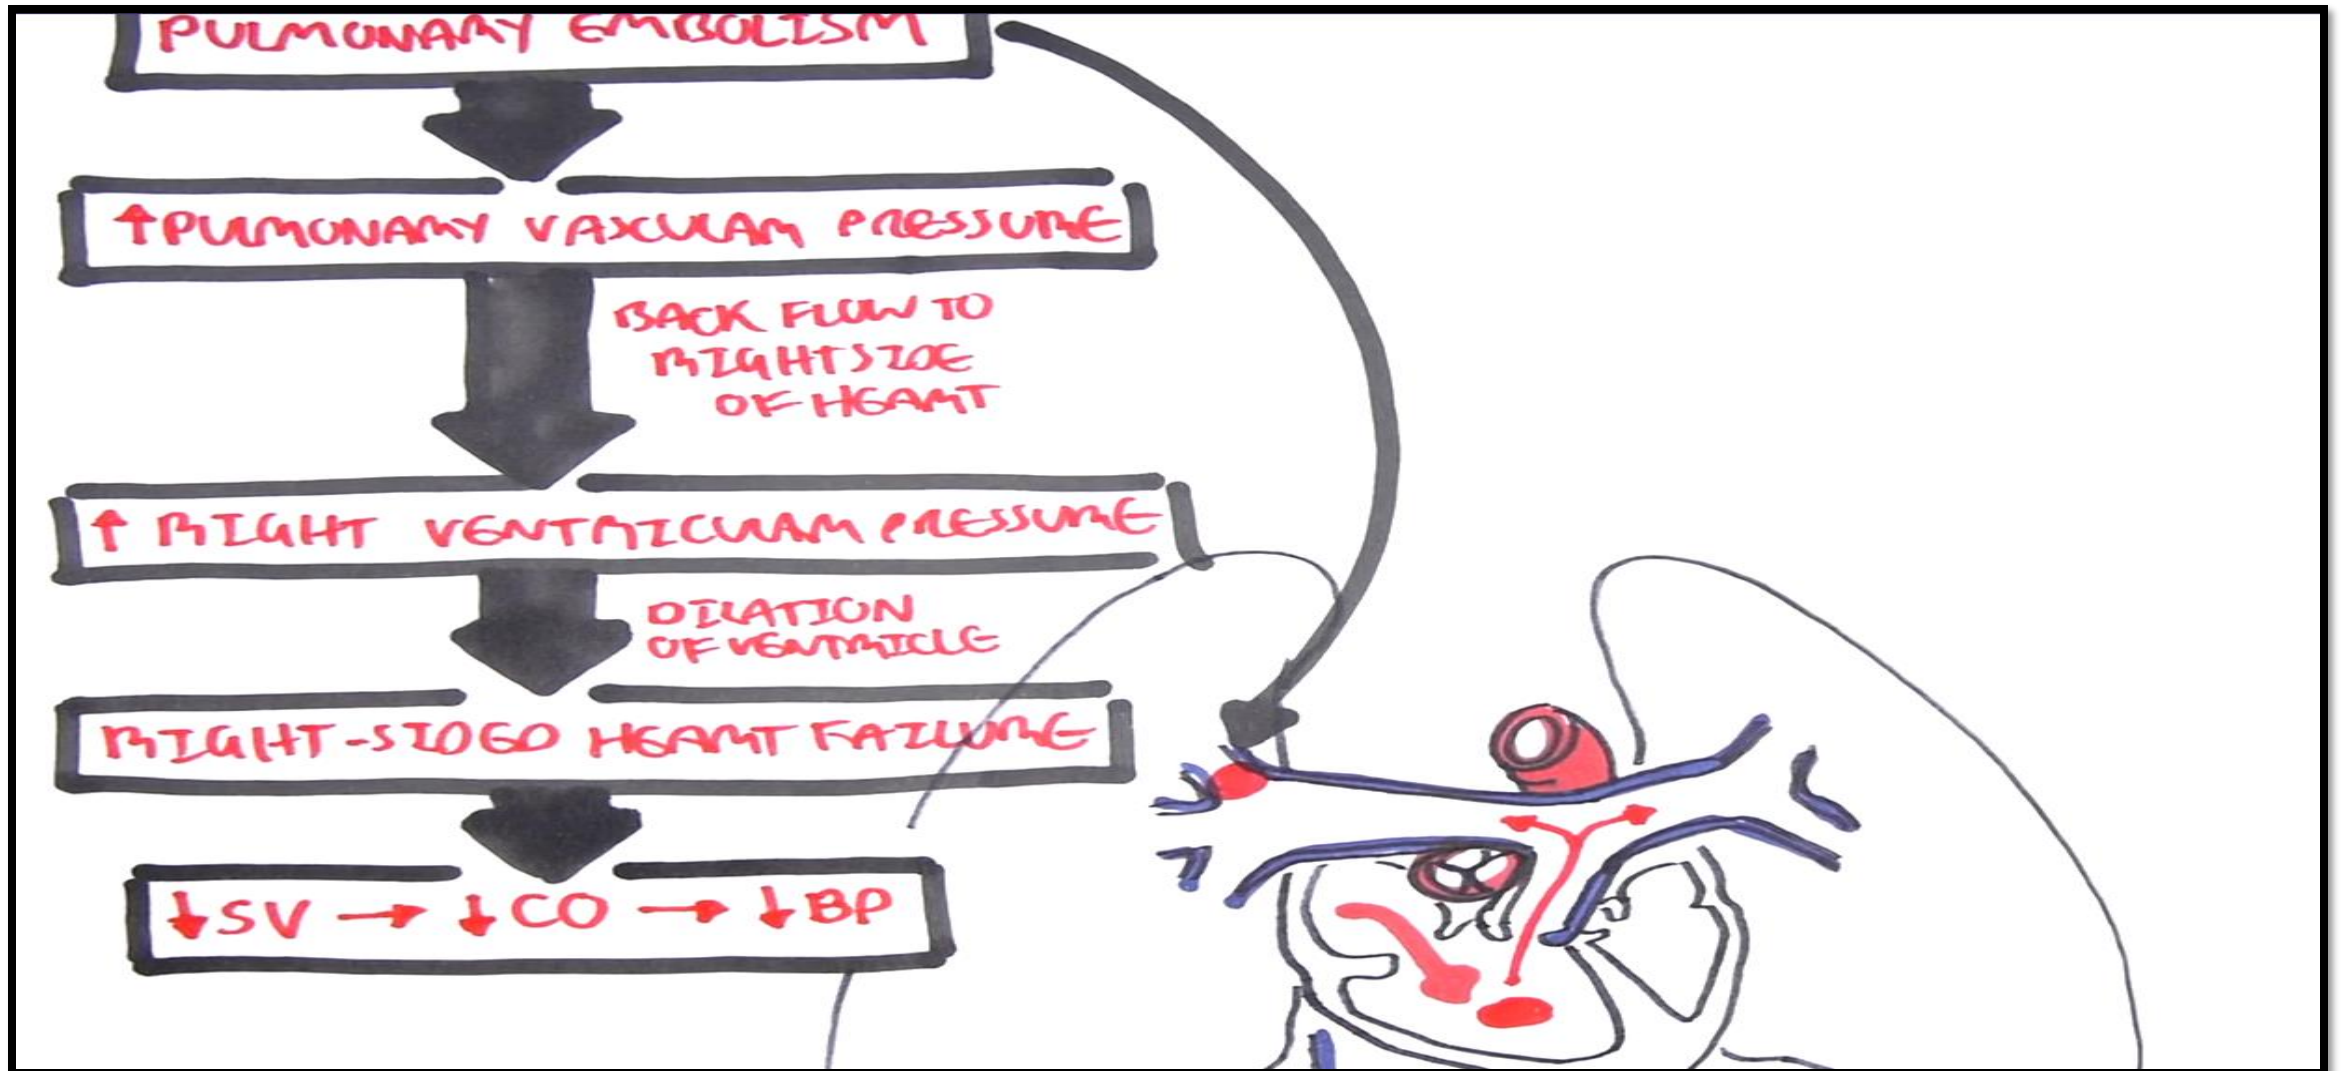 PULMONARY EMBOLISM
↑PULMONARY VASCULAR PRESSURE
BACK FLOW TO
RIGHT SIDE
OF HEART
↑ RIGHT VENTRICULAR PRESSURE
DILATION
OF VENTRICLE
RIGHT-SIDED HEART FAILURE
↓SV → ↓CO → ↓BP